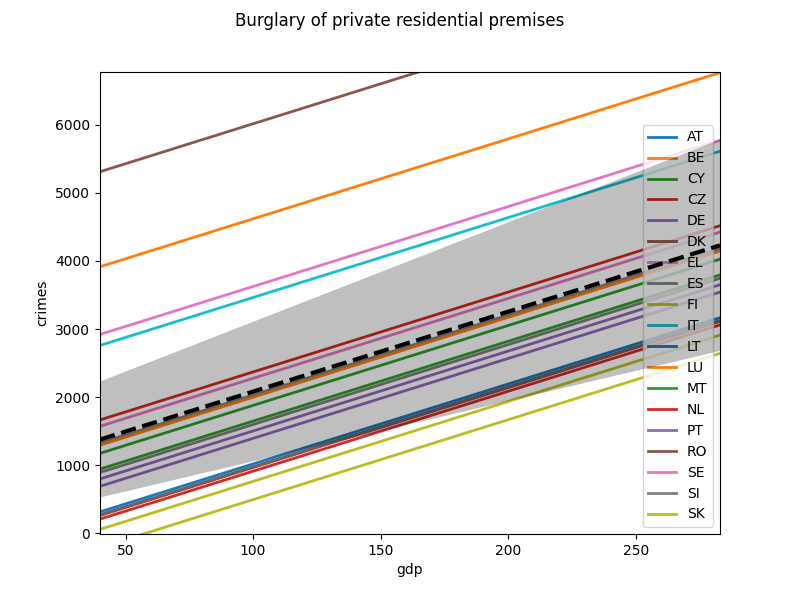 Burglary of private residential premises
crimes
6000
5000
4000
3000
2000
1000
0
50
100
150
200
250
gdp
AT
BE
CY
CZ
DE
DK
EL
ES
FI
IT
LT
LU
MT
NL
PT
RO
SE
SI
SK